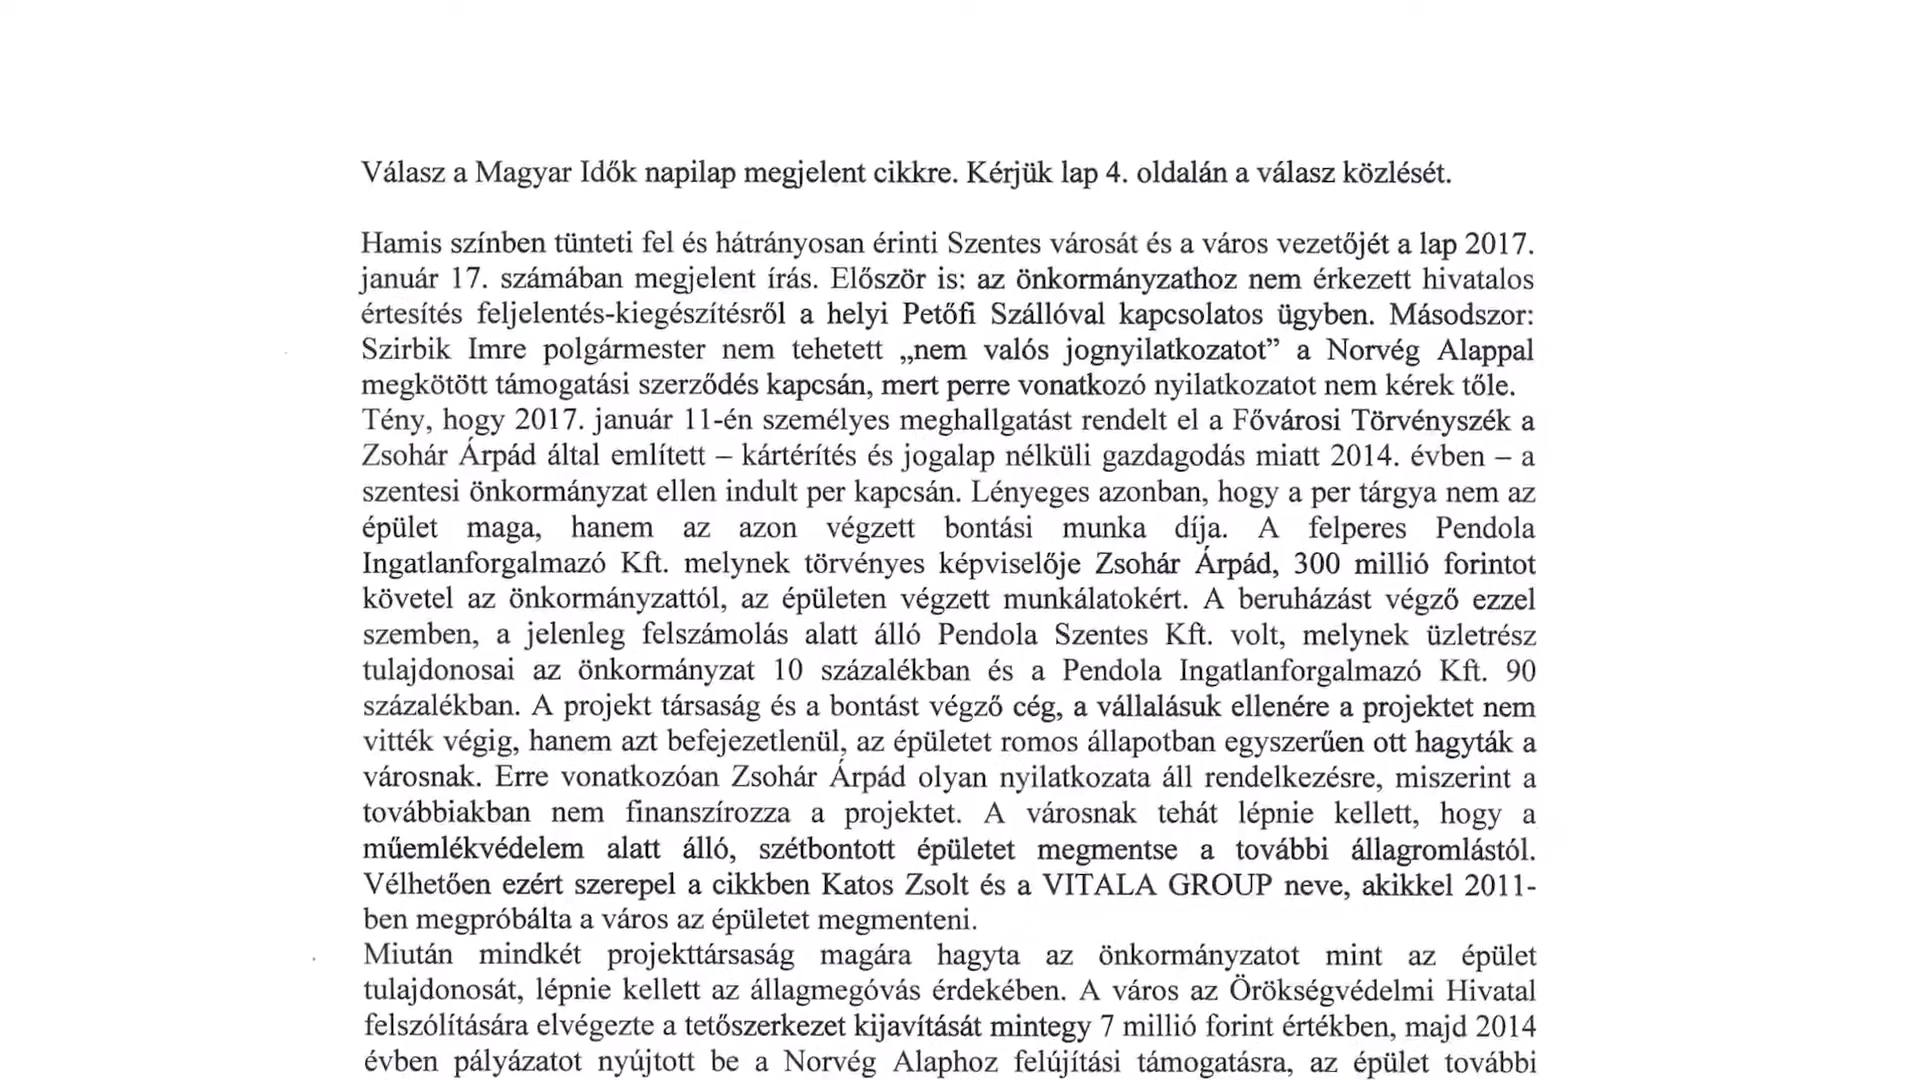 Válasz a Magyar Idők napilap megjelent cikkre. Kérjük lap 4. oldalán a válasz közlését.
Hamis színben tünteti fel és hátrányosan érinti Szentes városát és a város vezetőjét a lap 2017.
január 17. számában megjelent írás. Először is: az önkormányzathoz nem érkezett hivatalos
értesítés feljelentés-kiegészítésről a helyi Petőfi Szállóval kapcsolatos ügyben. Másodszor:
Szirbik Imre polgármester nem tehetett „nem valós jognyilatkozatot” a Norvég Alappal
megkötött támogatási szerződés kapcsán, mert perre vonatkozó nyilatkozatot nem kérek tőle.
Tény, hogy 2017. január 11-én személyes meghallgatást rendelt el a Fővárosi Törvényszék a
Zsohár Árpád által említett – kártérítés és jogalap nélküli gazdagodás miatt 2014. évben – a
szentesi önkormányzat ellen indult per kapcsán. Lényeges azonban, hogy a per tárgya nem az
épület maga, hanem az azon végzett bontási munka díja. A felperes Pendola
Ingatlanforgalmazó Kft. melynek törvényes képviselője Zsohár Árpád, 300 millió forintot
követel az önkormányzattól, az épületen végzett munkálatokért. A beruházást végző ezzel
szemben, a jelenleg felszámolás alatt álló Pendola Szentes Kft. volt, melynek üzletrész
tulajdonosai az önkormányzat 10 százalékban és a Pendola Ingatlanforgalmazó Kft. 90
százalékban. A projekt társaság és a bontást végző cég, a vállalásuk ellenére a projektet nem
vitték végig, hanem azt befejezetlenül, az épületet romos állapotban egyszerűen ott hagyták a
városnak. Erre vonatkozóan Zsohár Árpád olyan nyilatkozata áll rendelkezésre, miszerint a
továbbiakban nem finanszírozza a projektet. A városnak tehát lépnie kellett, hogy a
műemlékvédelem alatt álló, szétbontott épületet megmentse a további állagromlástól.
Vélhetően ezért szerepel a cikkben Katos Zsolt és a VITALA GROUP neve, akikkel 2011-
ben megpróbálta a város az épületet megmenteni.
Miután mindkét projekttársaság magára hagyta az önkormányzatot mint az épület
tulajdonosát, lépnie kellett az állagmegóvás érdekében. A város az Örökségvédelmi Hivatal
felszólítására elvégezte a tetőszerkezet kijavítását mintegy 7 millió forint értékben, majd 2014
évben pályázatot nyújtott be a Norvég Alaphoz felújítási támogatásra, az épület további